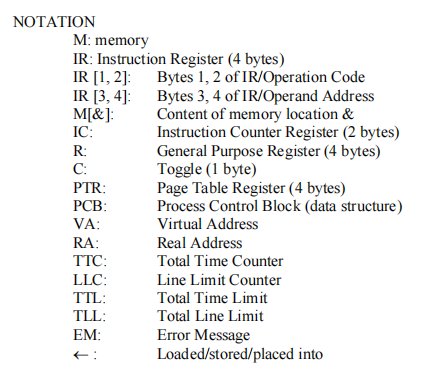 NOTATION
M: memory
IR: Instruction Register (4 bytes)
IR [1, 2]: Bytes 1, 2 of IR/Operation Code
IR [3, 4]: Bytes 3, 4 of IR/Operand Address
M[&]: Content of memory location &
IC: Instruction Counter Register (2 bytes)
R: General Purpose Register (4 bytes)
C: Toggle (1 byte)
PTR: Page Table Register (4 bytes)
PCB: Process Control Block (data structure)
VA: Virtual Address
RA: Real Address
TTC: Total Time Counter
LLC: Line Limit Counter
TTL: Total Time Limit
TLL: Total Line Limit
EM: Error Message
← : Loaded/stored/placed into